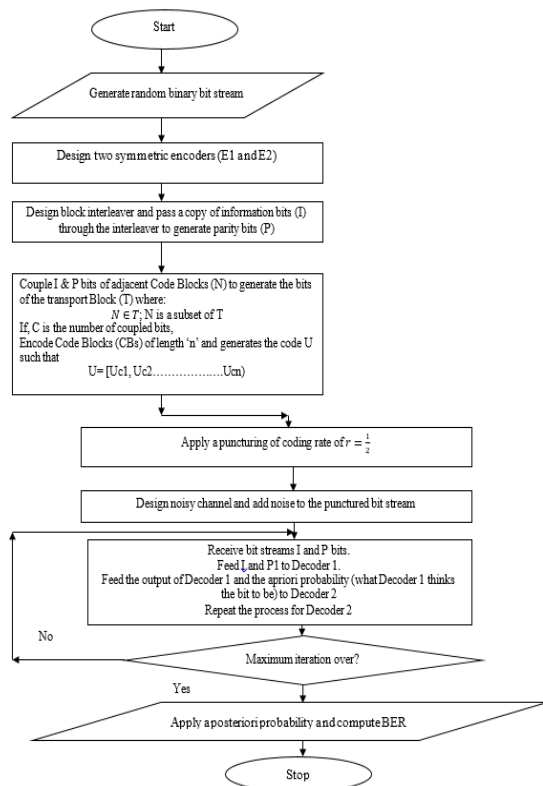 Start
Generate random binary bit stream
Design two symmetric encoders (E1 and E2)
Design block interleaver and pass a copy of information bits (I)
through the interleaver to generate parity bits (P)
Couple I & P bits of adjacent Code Blocks (N) to generate the bits
of the transport Block (T) where:
N ∈ T; N is a subset of T
If, C is the number of coupled bits,
Encode Code Blocks (CBs) of length ‘n’ and generates the code U
such that
U= [Uc1, Uc2……………….Ucn)
Apply a puncturing of coding rate of r = 1/2
Design noisy channel and add noise to the punctured bit stream
Receive bit streams I and P bits.
Feed I and P1 to Decoder 1.
Feed the output of Decoder 1 and the apriori probability (what Decoder 1 thinks
the bit to be) to Decoder 2
Repeat the process for Decoder 2
No
Maximum iteration over?
Yes
Apply a posteriori probability and compute BER
Stop